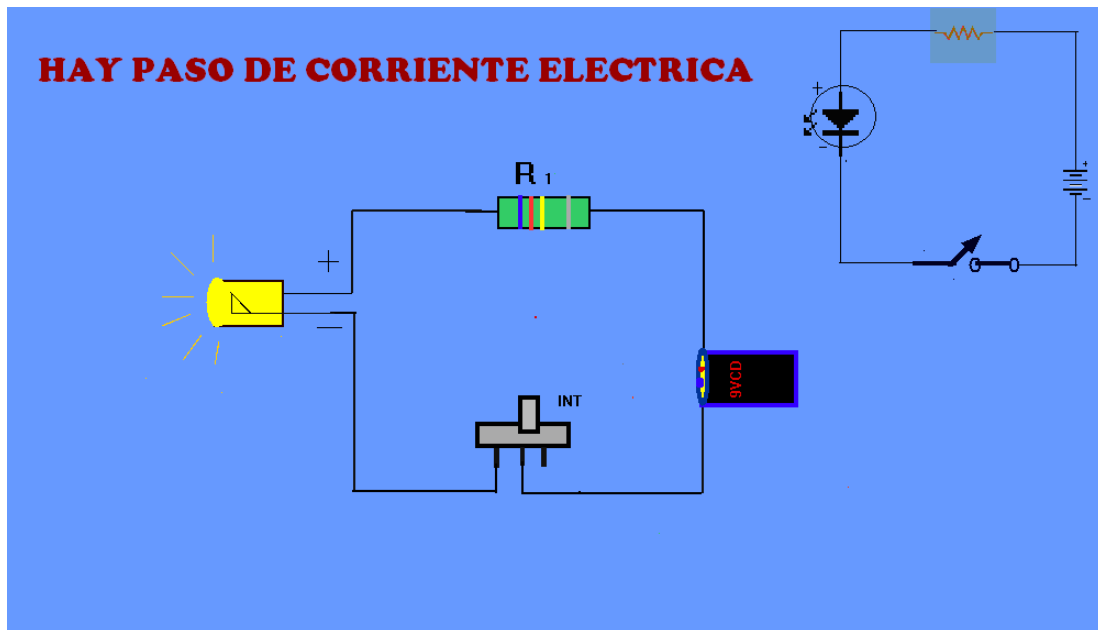 HAY PASO DE CORRIENTE ELECTRICA
+
-
+
-
R 1
+
-
INT
9VCD